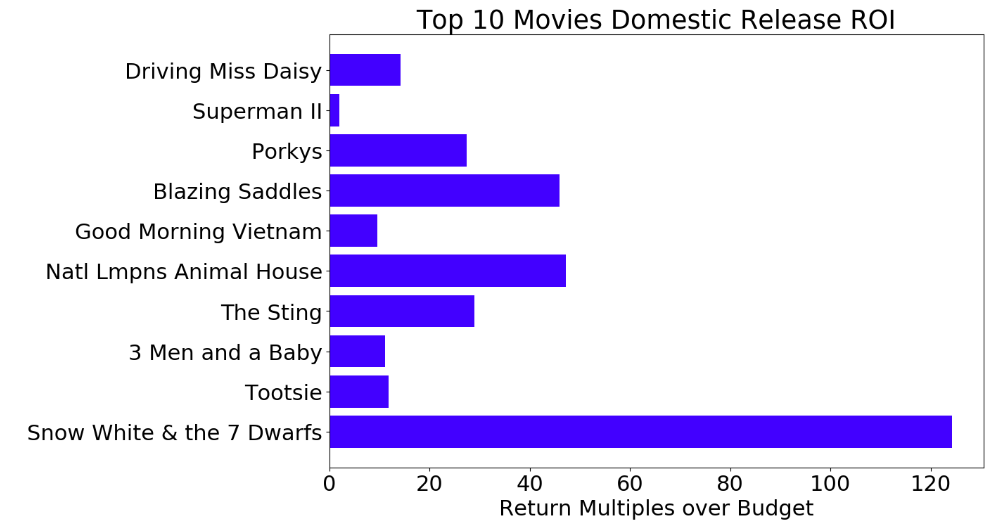 Top 10 Movies Domestic Release ROI
Driving Miss Daisy
Superman II
Porkys
Blazing Saddles
Good Morning Vietnam
Natl Lmpns Animal House
The Sting
3 Men and a Baby
Tootsie
Snow White & the 7 Dwarfs
0 20 40 60 80 100 120
Return Multiples over Budget